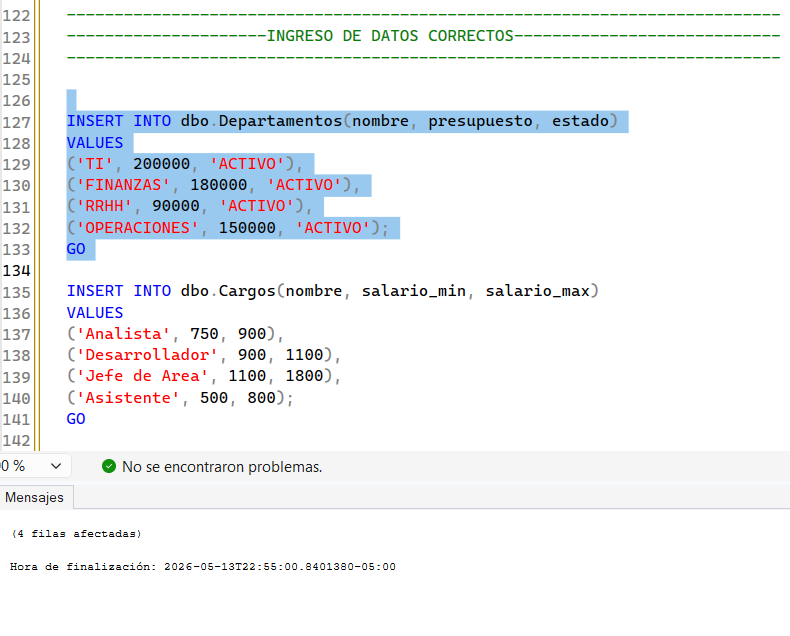 122 ---------------------------------------------------------------------------
123 ---------------------INGRESO DE DATOS CORRECTOS----------------------------
124 ---------------------------------------------------------------------------
125
126
127 INSERT INTO dbo.Departamentos(nombre, presupuesto, estado)
128 VALUES
129 ('TI', 200000, 'ACTIVO'),
130 ('FINANZAS', 180000, 'ACTIVO'),
131 ('RRHH', 90000, 'ACTIVO'),
132 ('OPERACIONES', 150000, 'ACTIVO');
133 GO
134
135 INSERT INTO dbo.Cargos(nombre, salario_min, salario_max)
136 VALUES
137 ('Analista', 750, 900),
138 ('Desarrollador', 900, 1100),
139 ('Jefe de Area', 1100, 1800),
140 ('Asistente', 500, 800);
141 GO
142
0 % No se encontraron problemas.
Mensajes
(4 filas afectadas)
Hora de finalización: 2026-05-13T22:55:00.8401380-05:00